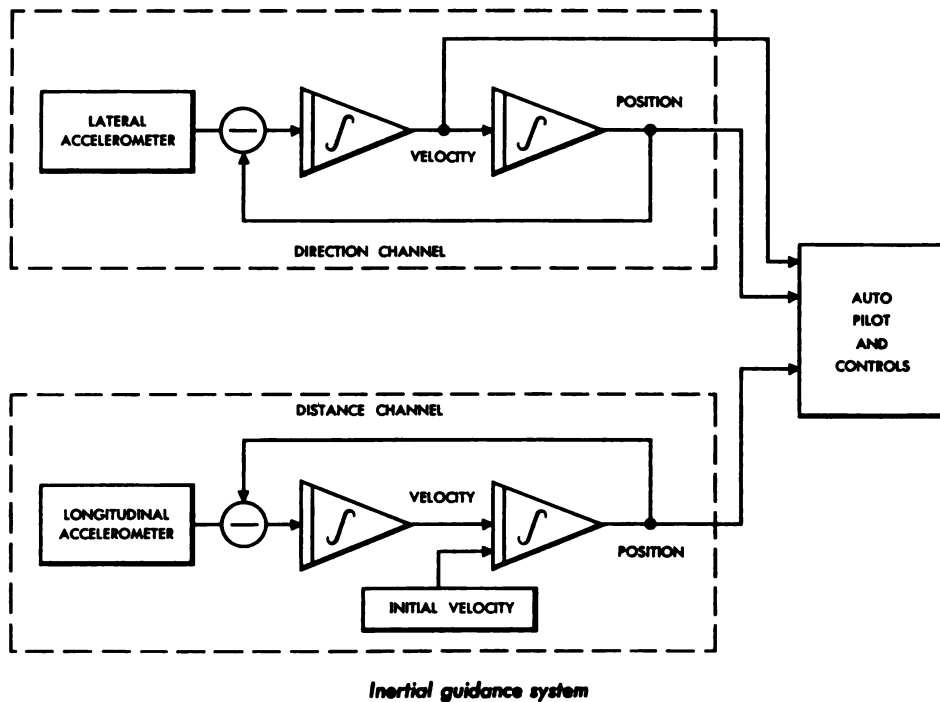 LATERAL
ACCELEROMETER
∫
VELOCITY
∫
POSITION
DIRECTION CHANNEL
AUTO
PILOT
AND
CONTROLS
DISTANCE CHANNEL
LONGITUDINAL
ACCELEROMETER
∫
VELOCITY
∫
POSITION
INITIAL VELOCITY
Inertial guidance system